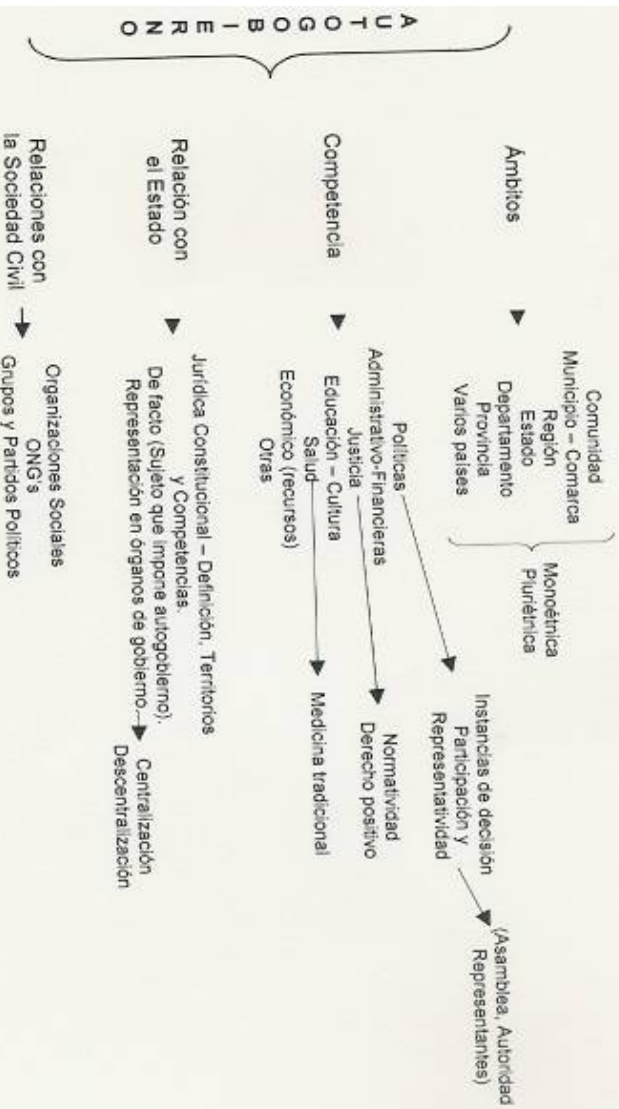 A U T O G O B I E R N O
Ámbitos
Comunidad
Municipio – Comarca
Región
Estado
Departamento
Provincia
Varios países
Monoétnica
Pluriétnica
Competencia
Políticas
Administrativo-Financieras
Justicia
Educación – Cultura
Salud
Económico (recursos)
Otras
Instancias de decisión
Participación y
Representatividad
(Asamblea, Autoridad
Representantes)
Normatividad
Derecho positivo
Medicina tradicional
Relación con
el Estado
Jurídica Constitucional – Definición, Territorios
y Competencias.
De facto (Sujeto que impone autogobierno).
Representación en órganos de gobierno.
Centralización
Descentralización
Relaciones con
la Sociedad Civil
Organizaciones Sociales
ONG's
Grupos y Partidos Políticos